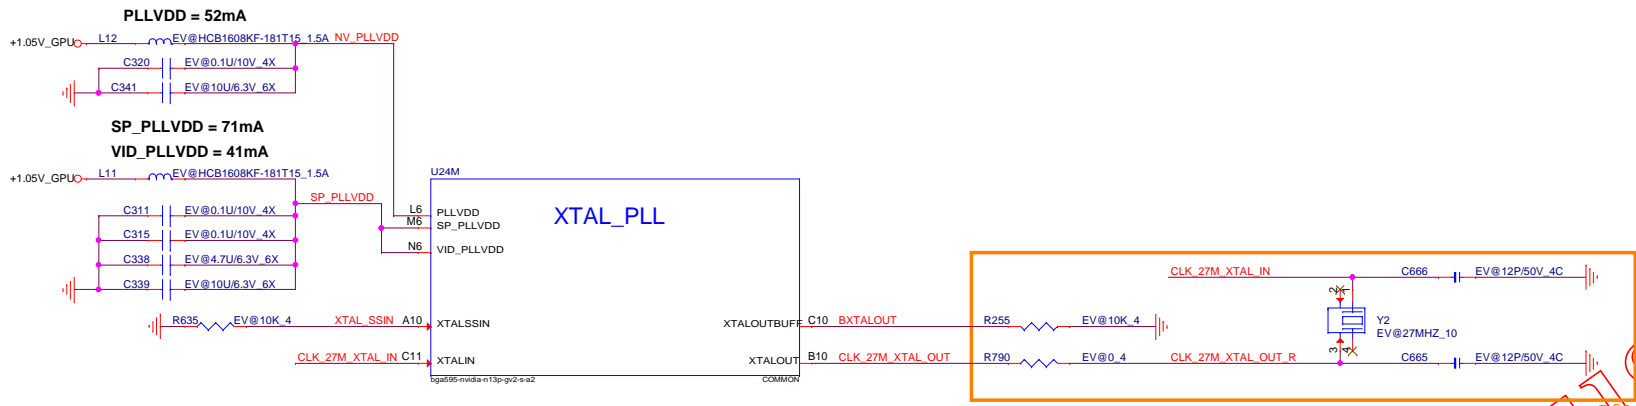 PLLVDD = 52mA
+1.05V_GPU L12 EV@HCB1608KF-181T15_1.5A NV_PLLVDD
C320 EV@0.1U/10V_4X
C341 EV@10U/6.3V_6X
SP_PLLVDD = 71mA
VID_PLLVDD = 41mA
+1.05V_GPU L11 EV@HCB1608KF-181T15_1.5A
U24M
SP_PLLVDD
C311 EV@0.1U/10V_4X
L6 PLLVDD
XTAL_PLL
M6 SP_PLLVDD
C315 EV@0.1U/10V_4X
N6 VID_PLLVDD
C338 EV@4.7U/6.3V_6X
C339 EV@10U/6.3V_6X
CLK_27M_XTAL_IN C666 EV@12P/50V_4C
2 1
R635 EV@10K_4 XTAL_SSIN A10 XTALSSIN
XTALOUTBUFF C10 BXTALOUT R255 EV@10K_4
Y2
EV@27MHZ_10
3 4
CLK_27M_XTAL_IN C11 XTALIN
XTALOUT B10 CLK_27M_XTAL_OUT R790 EV@0_4 CLK_27M_XTAL_OUT_R C665 EV@12P/50V_4C
bga595-nvidia-n13p-gv2-s-a2 COMMON